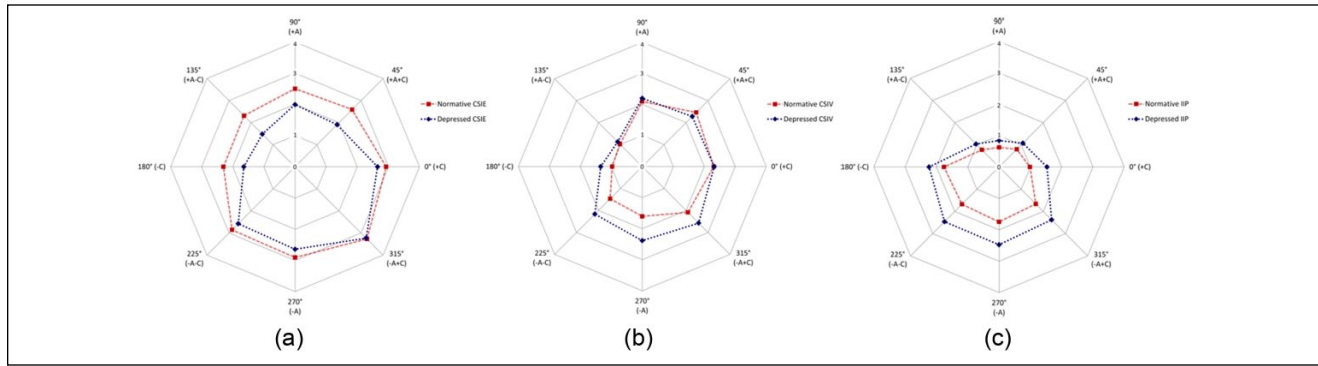 90°
(+A)
4
135°
(+A-C)
45°
(+A+C)
3
Normative CSIE
Depressed CSIE
1
180° (-C)
0
0° (+C)
225°
(-A-C)
315°
(-A+C)
270°
(-A)
(a)
90°
(+A)
4
135°
(+A-C)
45°
(+A+C)
3
Normative CSIV
Depressed CSIV
1
180° (-C)
0
0° (+C)
225°
(-A-C)
315°
(-A+C)
270°
(-A)
(b)
90°
(+A)
4
135°
(+A-C)
45°
(+A+C)
3
2
Normative IIP
Depressed IIP
1
180° (-C)
0
0° (+C)
225°
(-A-C)
315°
(-A+C)
270°
(-A)
(c)